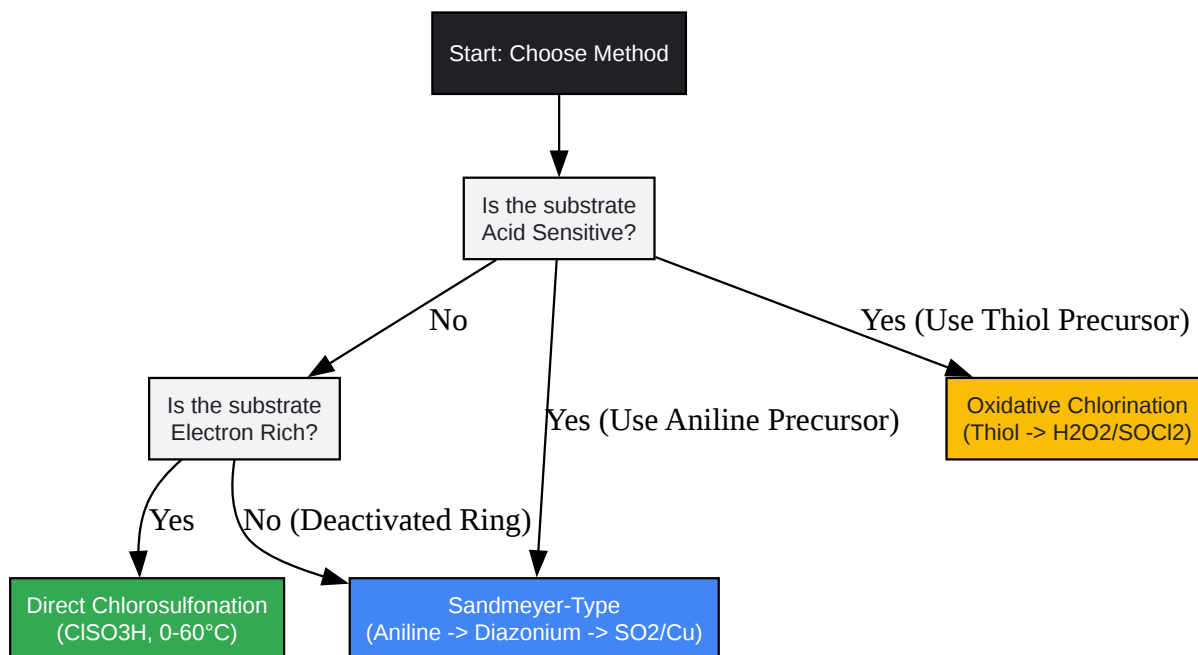 Start: Choose Method
Is the substrate
Acid Sensitive?
No
Yes (Use Thiol Precursor)
Is the substrate
Electron Rich?
Yes (Use Aniline Precursor)
Oxidative Chlorination
(Thiol -> H2O2/SOCl2)
Yes
No (Deactivated Ring)
Direct Chlorosulfonation
(ClSO3H, 0-60°C)
Sandmeyer-Type
(Aniline -> Diazonium -> SO2/Cu)